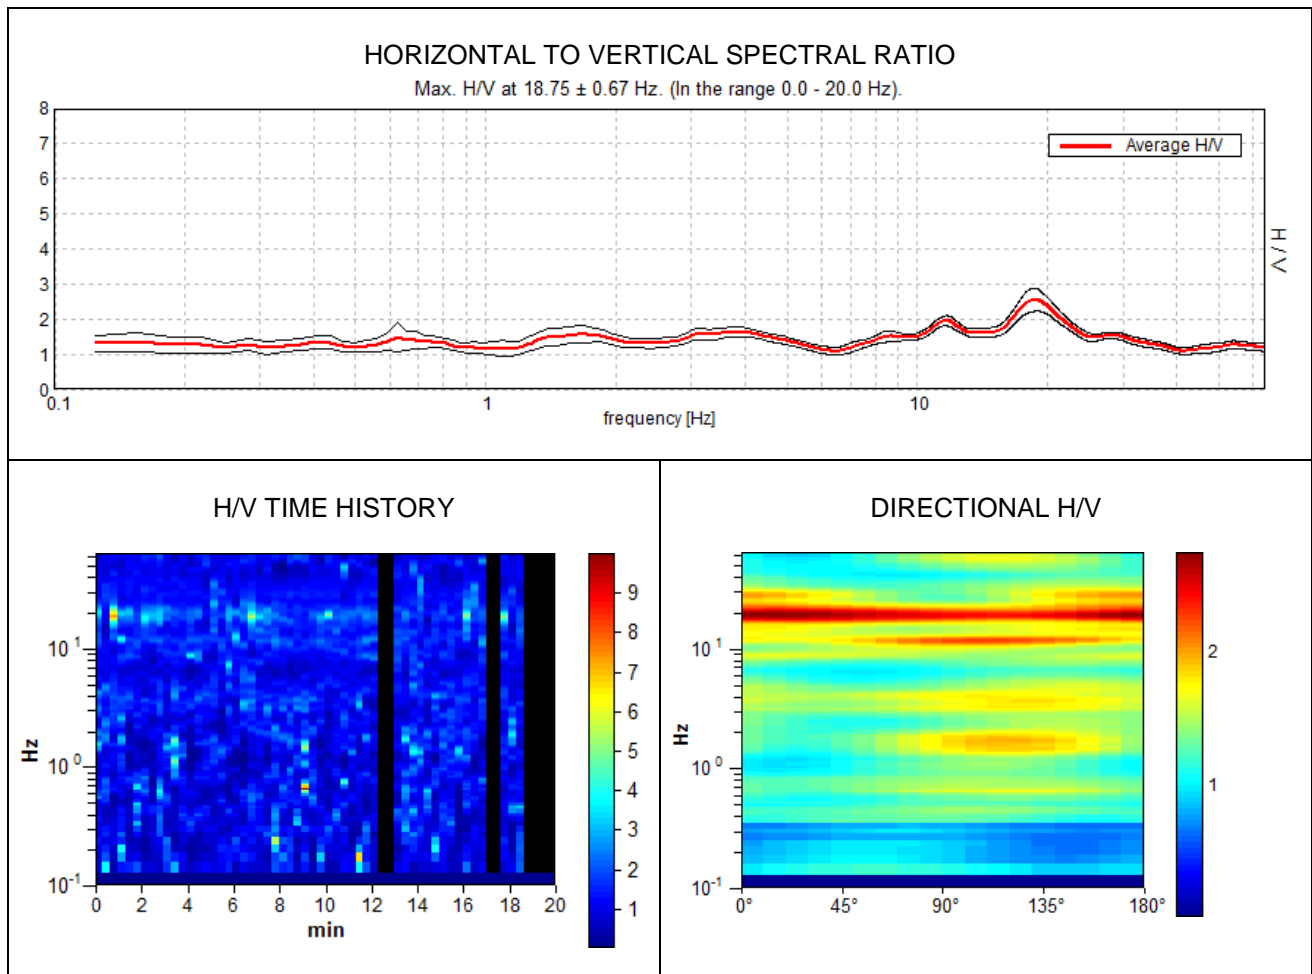 HORIZONTAL TO VERTICAL SPECTRAL RATIO
Max. H/V at 18.75 ± 0.67 Hz. (In the range 0.0 - 20.0 Hz).
8
7
6
5
4
3
2
1
0
Average H/V
H / V
0.1 1 10
frequency [Hz]
H/V TIME HISTORY
10^1
10^0
10^-1
Hz
0 2 4 6 8 10 12 14 16 18 20
min
9
8
7
6
5
4
3
2
1
DIRECTIONAL H/V
10^1
10^0
10^-1
Hz
0° 45° 90° 135° 180°
2
1